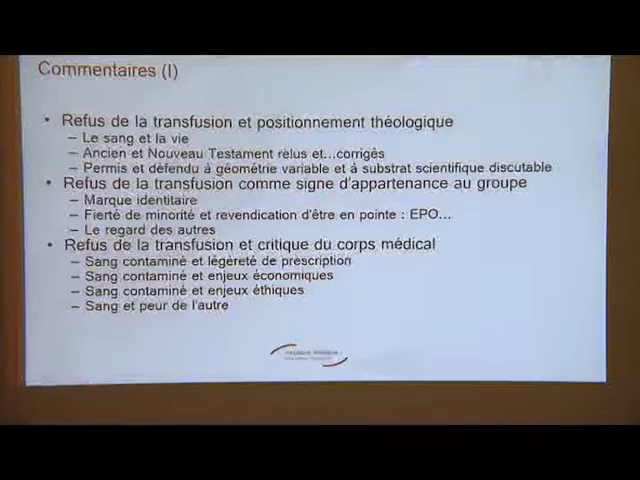 Commentaires (I)
• Refus de la transfusion et positionnement théologique
– Le sang et la vie
– Ancien et Nouveau Testament relus et…corrigés
– Permis et défendu à géométrie variable et à substrat scientifique discutable
• Refus de la transfusion comme signe d'appartenance au groupe
– Marque identitaire
– Fierté de minorité et revendication d'être en pointe : EPO…
– Le regard des autres
• Refus de la transfusion et critique du corps médical
– Sang contaminé et légèreté de prescription
– Sang contaminé et enjeux économiques
– Sang contaminé et enjeux éthiques
– Sang et peur de l'autre